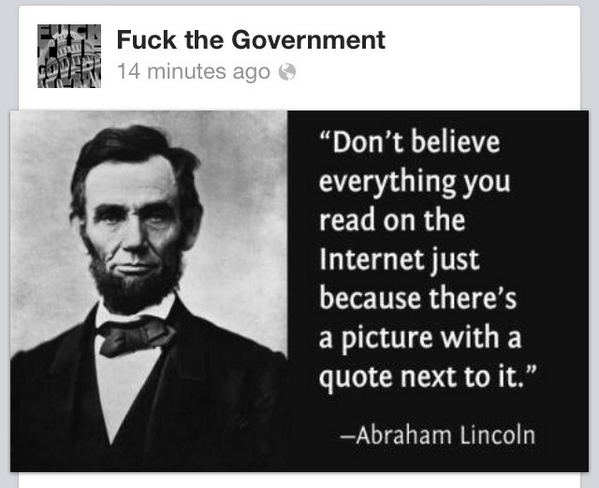 Fuck the Government
14 minutes ago
“Don’t believe
everything you
read on the
Internet just
because there’s
a picture with a
quote next to it.”
–Abraham Lincoln